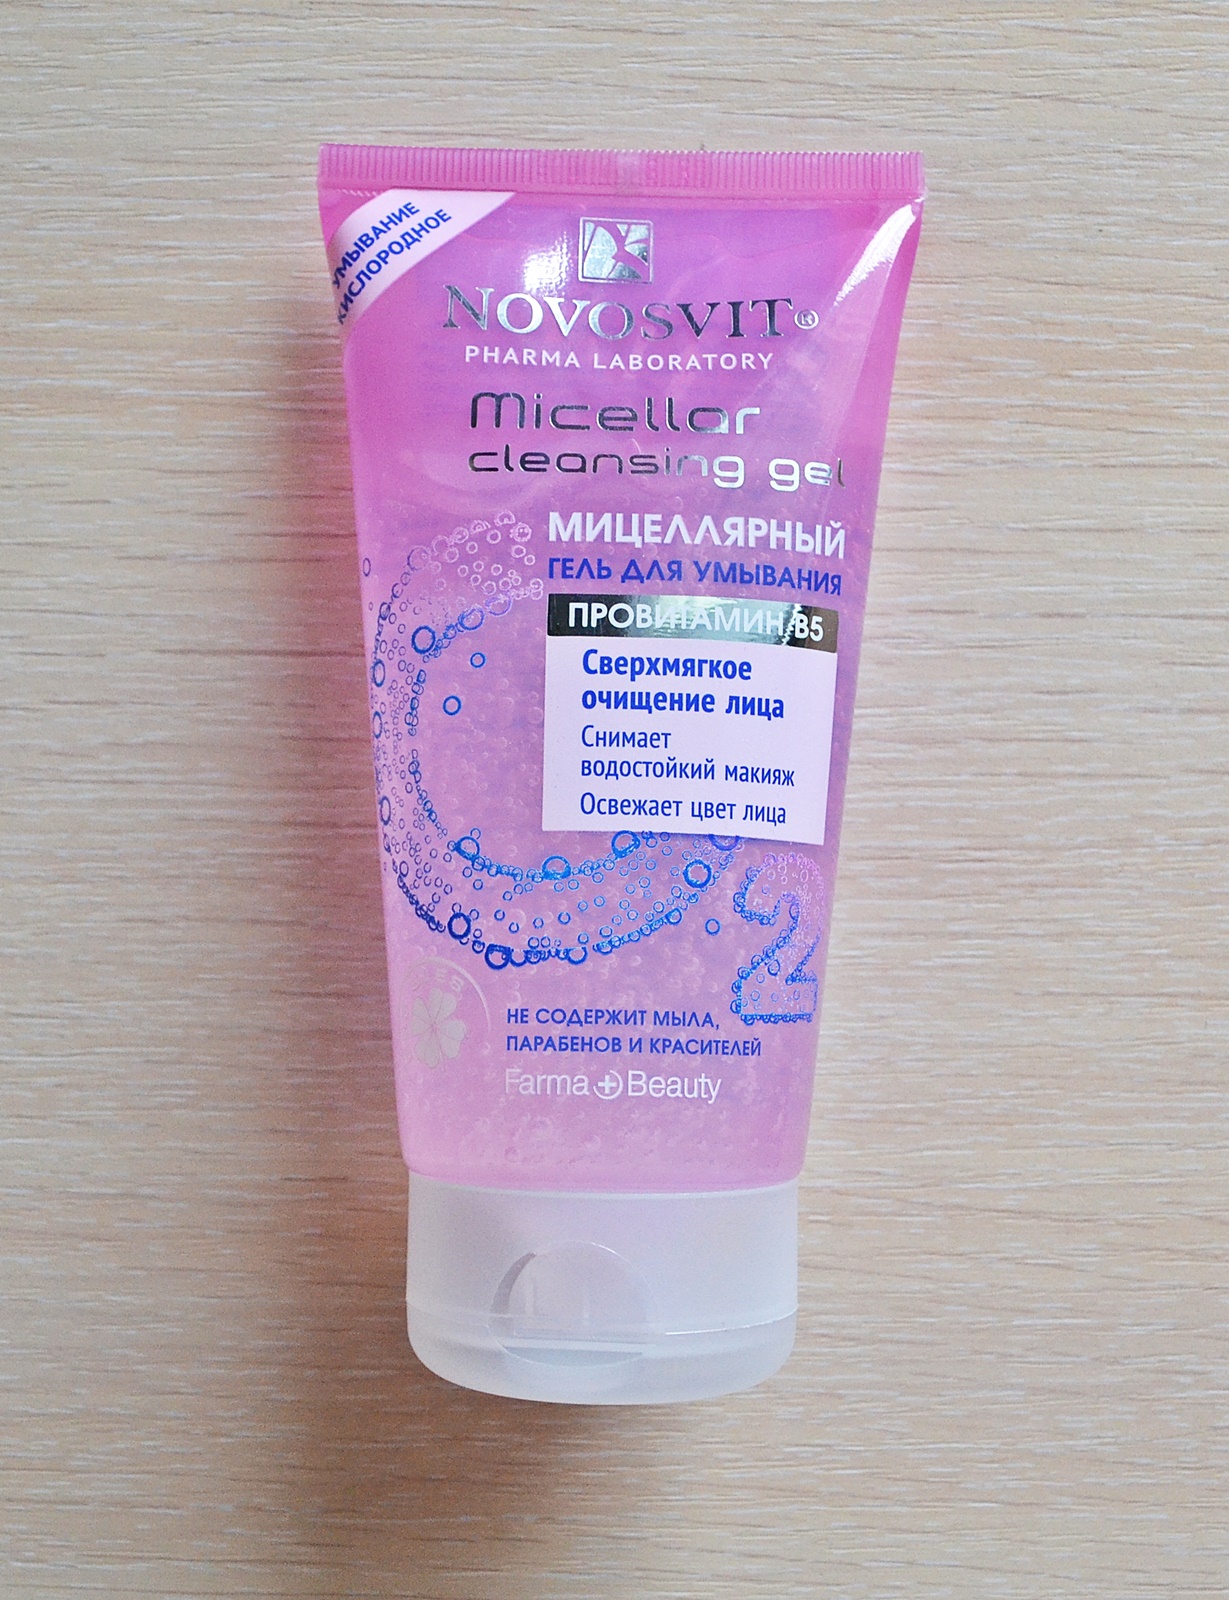 УМЫВАНИЕ
КИСЛОРОДНОЕ
NOVOSVIT®
PHARMA LABORATORY
Micellar
cleansing gel
МИЦЕЛЛЯРНЫЙ
ГЕЛЬ ДЛЯ УМЫВАНИЯ
ПРОВИТАМИН B5
Сверхмягкое
очищение лица
Снимает
водостойкий макияж
Освежает цвет лица
O2
НЕ СОДЕРЖИТ МЫЛА,
ПАРАБЕНОВ И КРАСИТЕЛЕЙ
Farma + Beauty